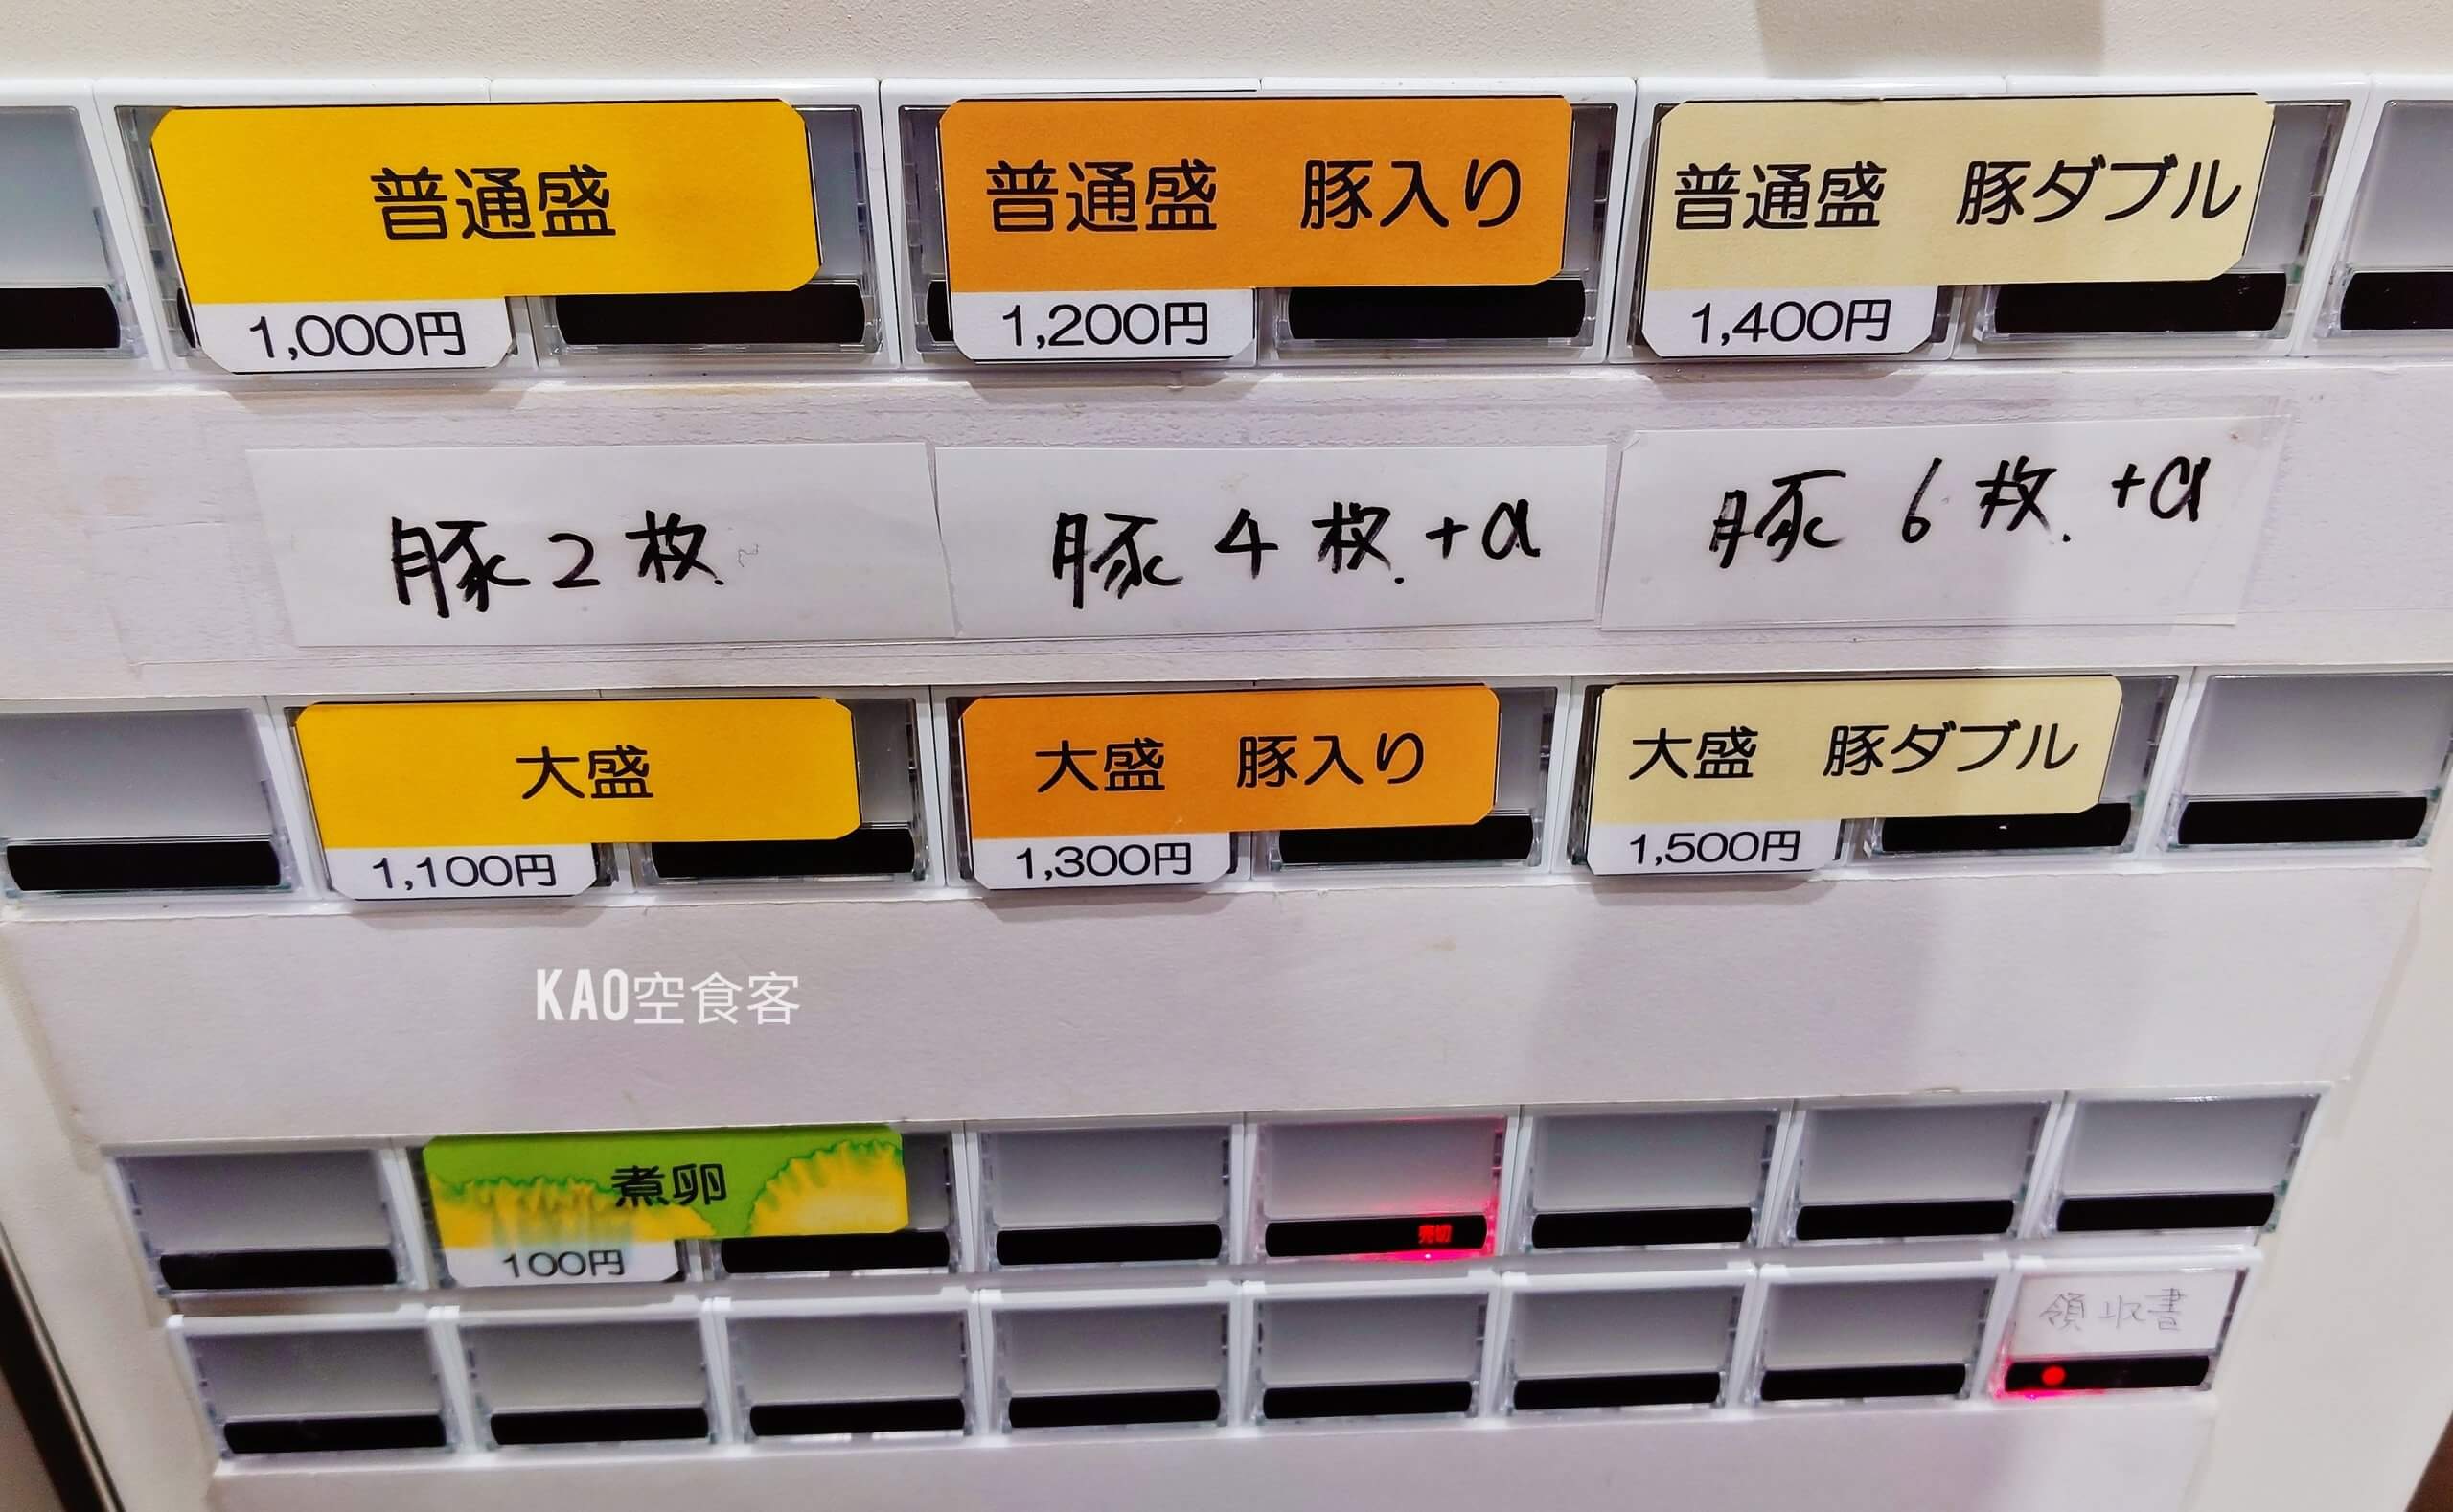 普通盛
1,000円
普通盛 豚入り
1,200円
普通盛 豚ダブル
1,400円
豚2枚.
豚4枚.+α
豚6枚.+α
大盛
1,100円
大盛 豚入り
1,300円
大盛 豚ダブル
1,500円
KAO空食客
煮卵
100円
売切
領収書